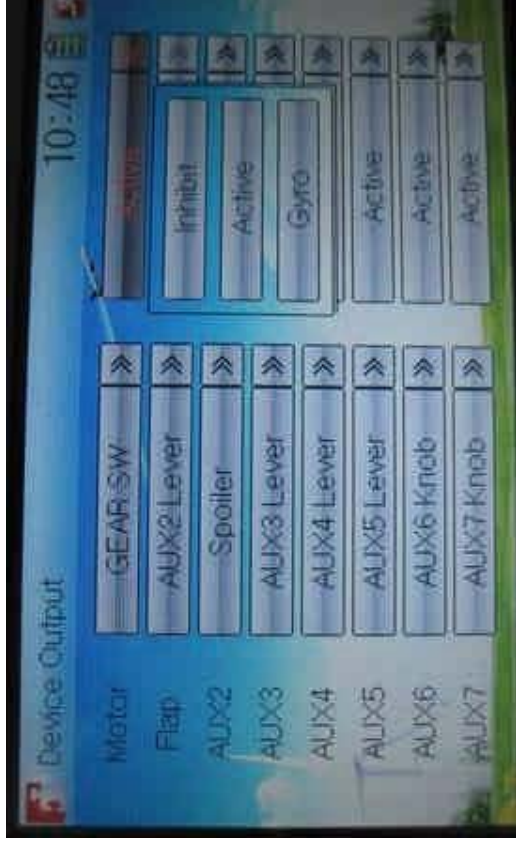 Device Output 10:48
Motor GEAR SW Active
Flap AUX2 Lever
Inhibit
AUX2 Spoiler
Active
AUX3 AUX3 Lever
Gyro
AUX4 AUX4 Lever
AUX5 AUX5 Lever Active
AUX6 AUX6 Knob Active
AUX7 AUX7 Knob Active